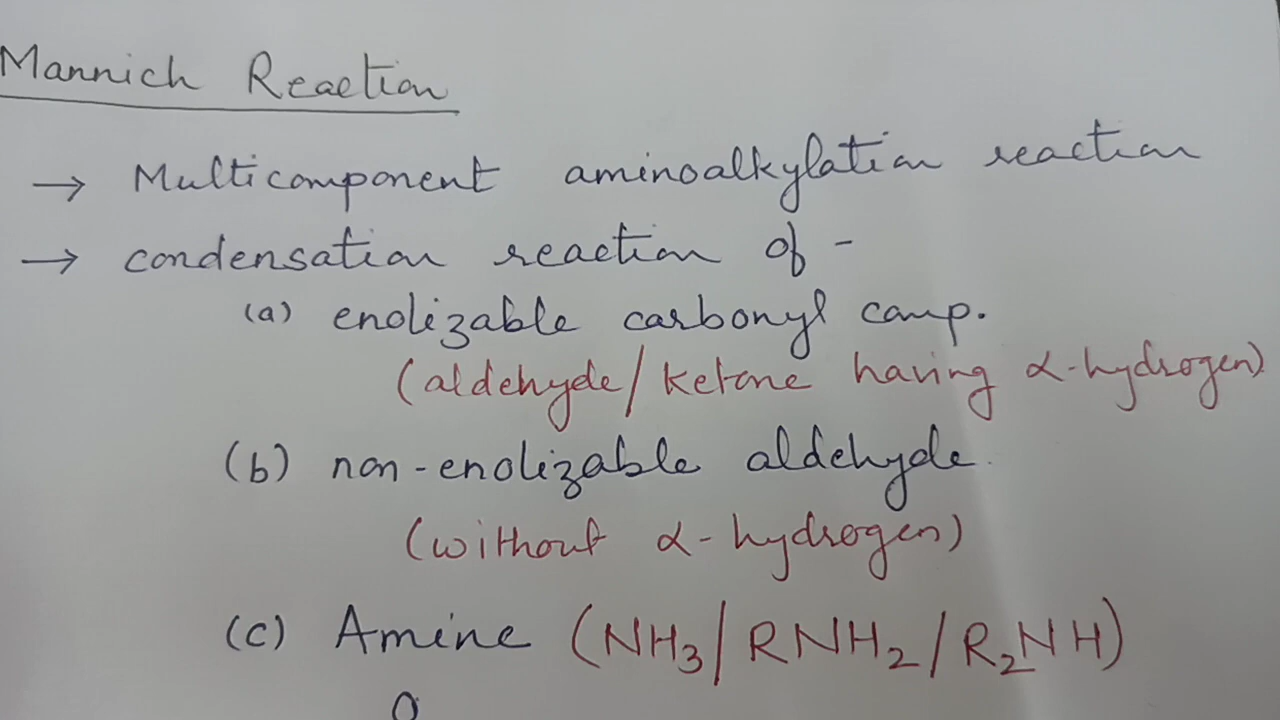 Mannich Reaction
→ Multicomponent aminoalkylation reaction
→ condensation reaction of -
(a) enolizable carbonyl comp.
(aldehyde/ketone having α-hydrogen)
(b) non-enolizable aldehyde.
(without α-hydrogen)
(c) Amine (NH₃/RNH₂/R₂NH)